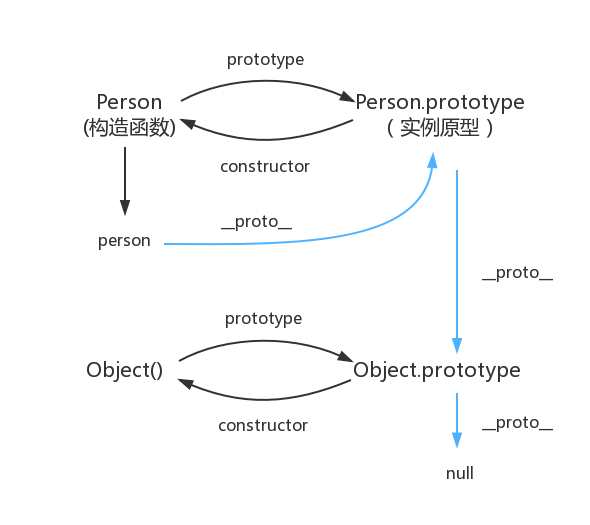 prototype
Person
Person.prototype
(构造函数)
( 实例原型 )
constructor
__proto__
person
__proto__
prototype
Object()
Object.prototype
constructor
__proto__
null